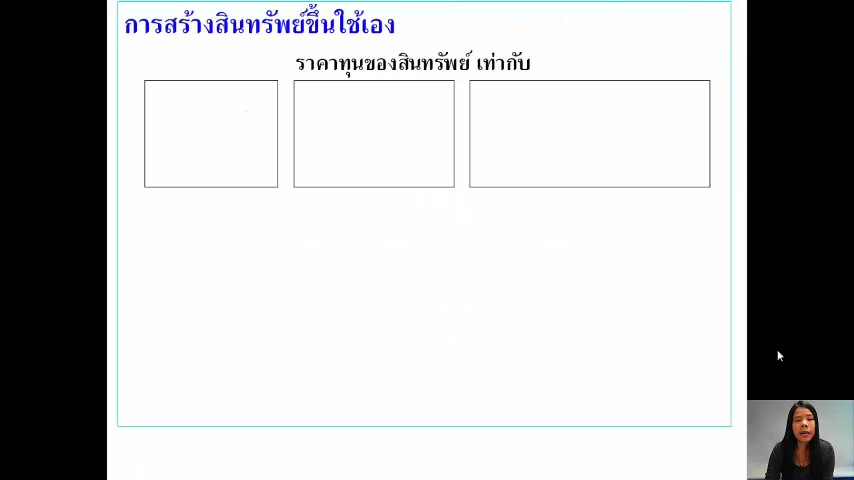 การสร้างสินทรัพย์ขึ้นใช้เอง
ราคาทุนของสินทรัพย์ เท่ากับ